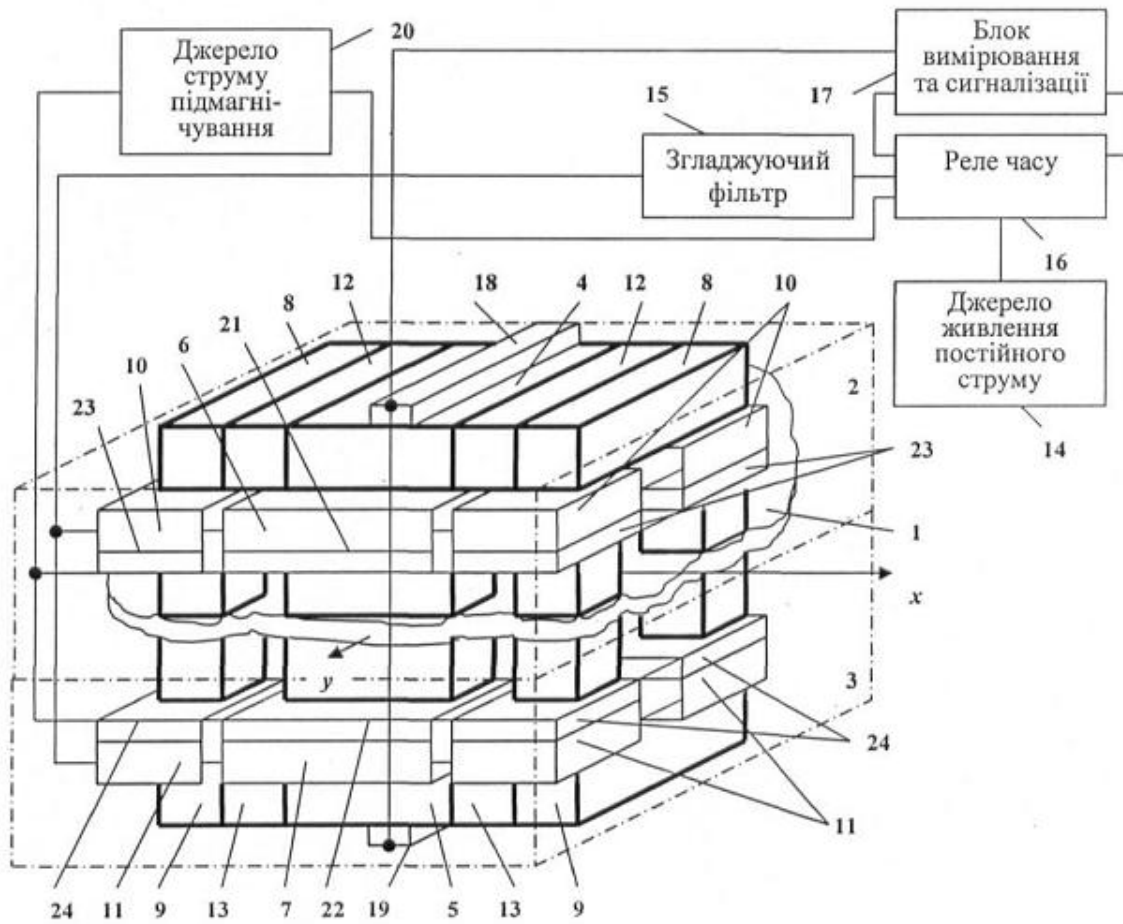 20
Джерело
струму
підмагні-
чування
Блок
вимірювання
та сигналізації
17
15
Згладжуючий
фільтр
Реле часу
16
Джерело
живлення
постійного
струму
14
8
12
18
4
12
8
10
6
21
23
10
2
23
1
x
y
3
24
11
24
11
9
13
7
22
19
5
13
9